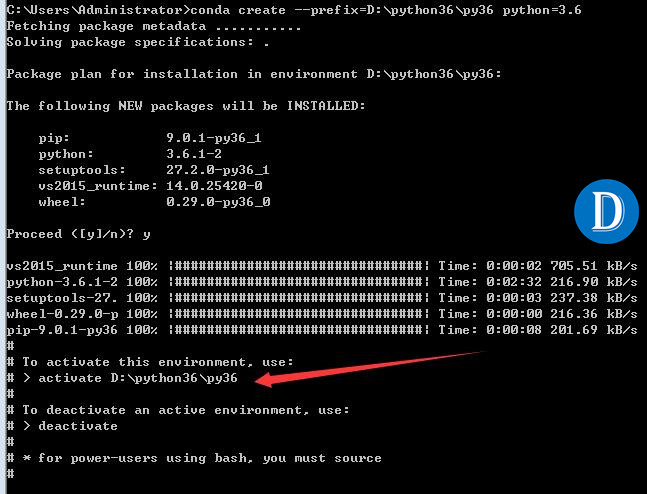 C:\Users\Administrator>conda create --prefix=D:\python36\py36 python=3.6
Fetching package metadata ...........
Solving package specifications: .
Package plan for installation in environment D:\python36\py36:
The following NEW packages will be INSTALLED:
pip: 9.0.1-py36_1
python: 3.6.1-2
setuptools: 27.2.0-py36_1
vs2015_runtime: 14.0.25420-0
wheel: 0.29.0-py36_0
D
Proceed ([y]/n)? y
vs2015_runtime 100% |###############################| Time: 0:00:02 705.51 kB/s
python-3.6.1-2 100% |###############################| Time: 0:02:32 216.90 kB/s
setuptools-27. 100% |###############################| Time: 0:00:03 237.38 kB/s
wheel-0.29.0-p 100% |###############################| Time: 0:00:00 216.36 kB/s
pip-9.0.1-py36 100% |###############################| Time: 0:00:08 201.69 kB/s
#
# To activate this environment, use:
# > activate D:\python36\py36
#
# To deactivate an active environment, use:
# > deactivate
#
# * for power-users using bash, you must source
#